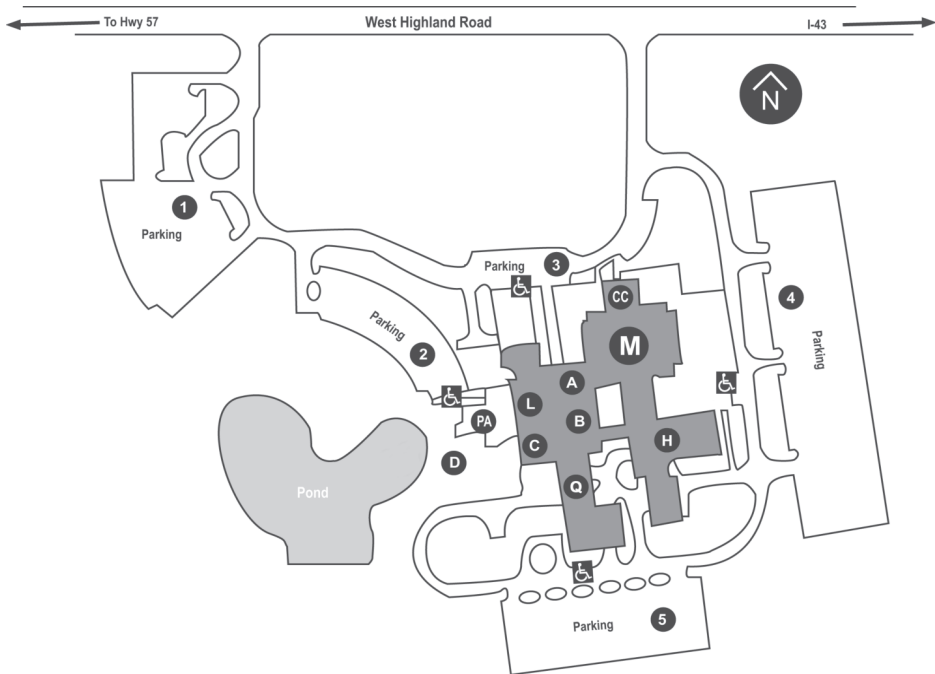 To Hwy 57
West Highland Road
I-43
N
1
Parking
Parking
3
CC
4
Parking
Parking
2
M
A
L
PA
B
C
H
D
Q
Pond
Parking
5